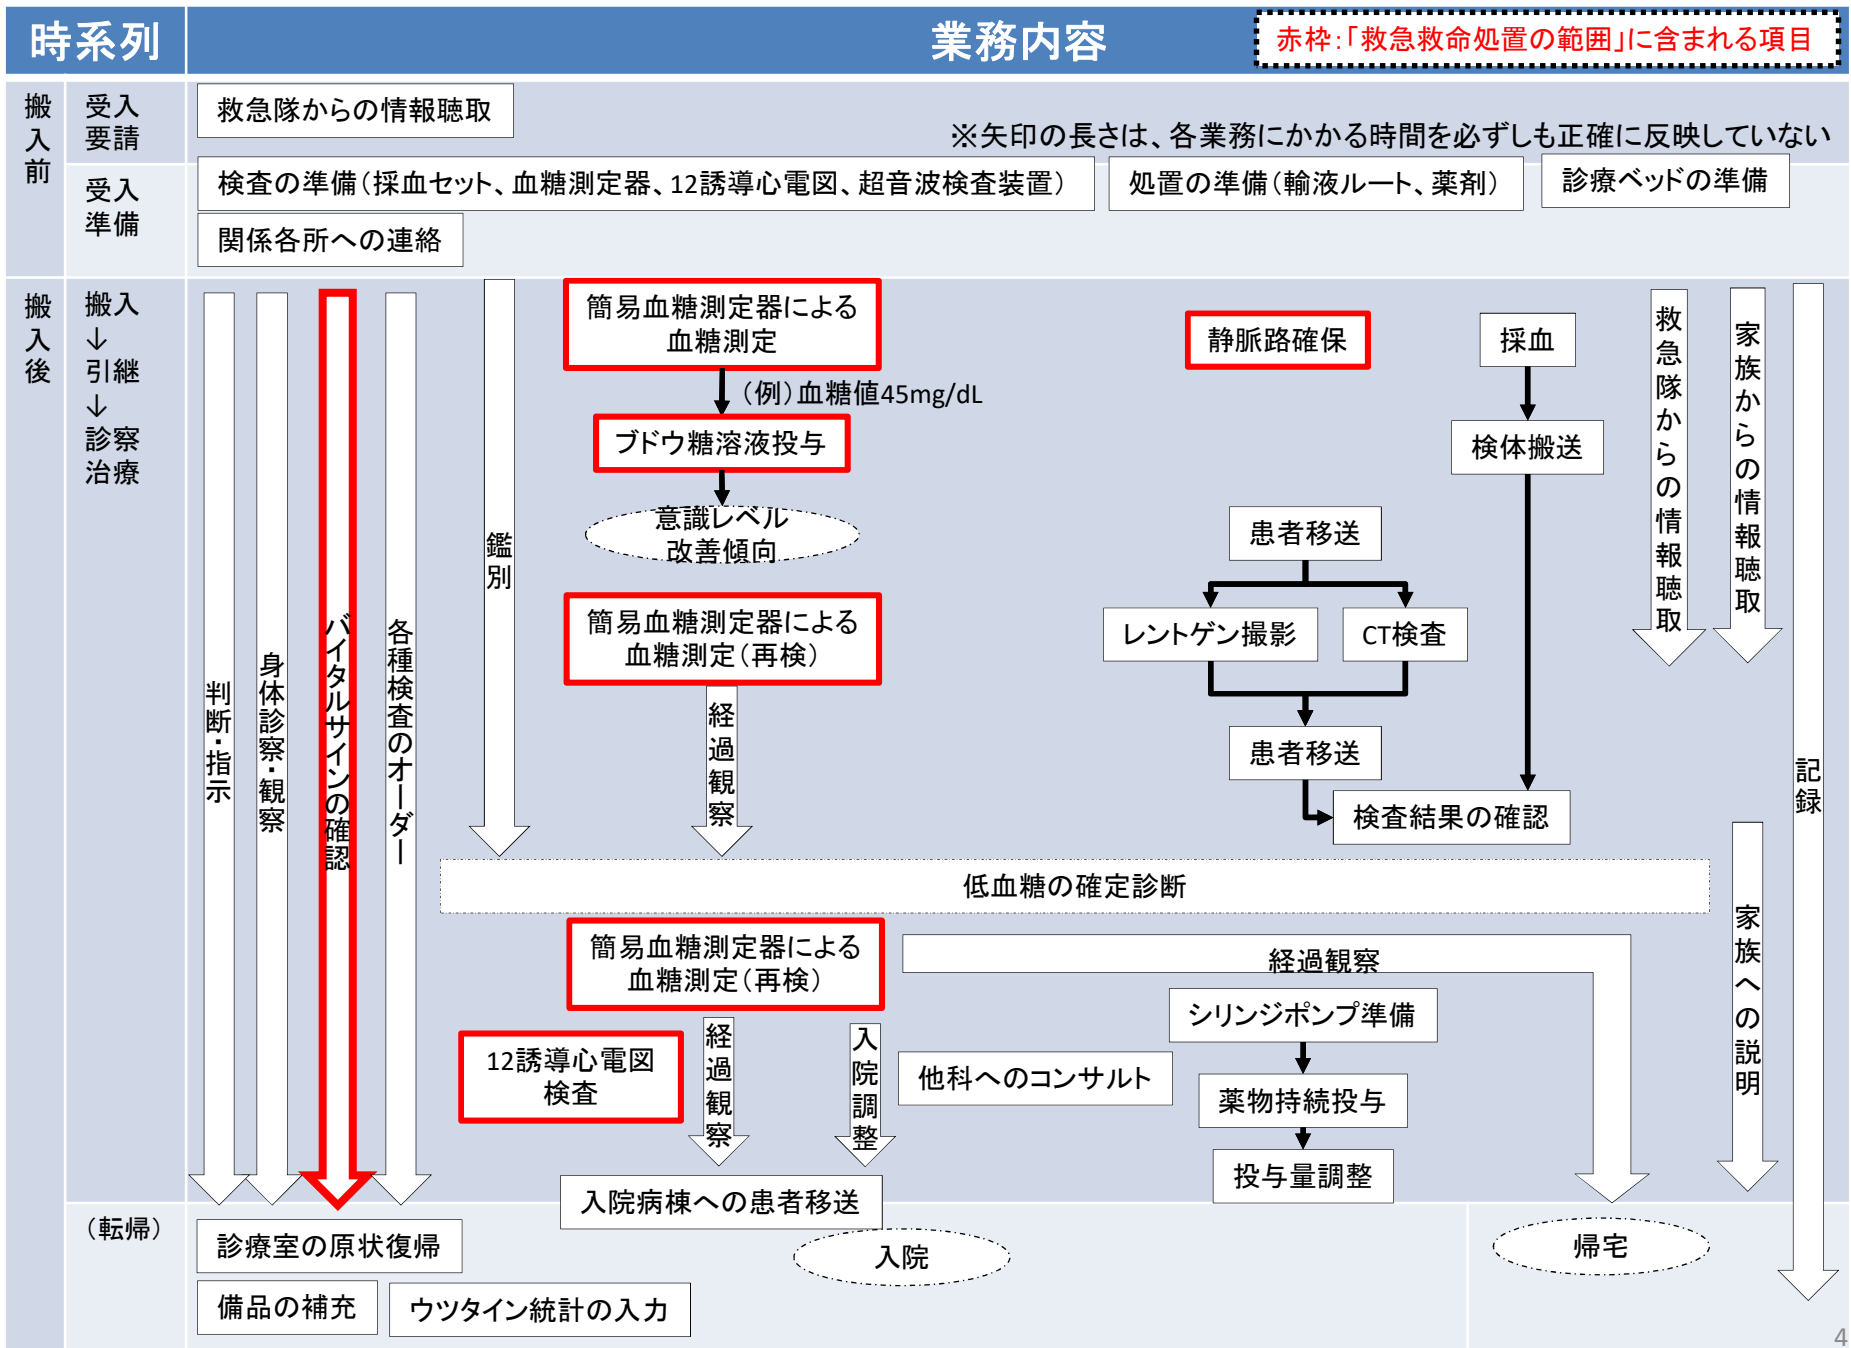 時系列
業務内容
赤枠：「救急救命処置の範囲」に含まれる項目
搬入前
受入
要請
救急隊からの情報聴取
※矢印の長さは、各業務にかかる時間を必ずしも正確に反映していない
受入
準備
検査の準備（採血セット、血糖測定器、12誘導心電図、超音波検査装置）
処置の準備（輸液ルート、薬剤）
診療ベッドの準備
関係各所への連絡
搬入後
搬入
↓
引継
↓
診察
治療
判断・指示
身体診察・観察
バイタルサインの確認
各種検査のオーダー
鑑別
簡易血糖測定器による
血糖測定
（例）血糖値45mg/dL
ブドウ糖溶液投与
意識レベル
改善傾向
簡易血糖測定器による
血糖測定（再検）
経過観察
静脈路確保
採血
検体搬送
患者移送
レントゲン撮影
CT検査
患者移送
検査結果の確認
救急隊からの情報聴取
家族からの情報聴取
記録
低血糖の確定診断
簡易血糖測定器による
血糖測定（再検）
経過観察
12誘導心電図
検査
経過観察
入院調整
他科へのコンサルト
シリンジポンプ準備
薬物持続投与
投与量調整
家族への説明
入院病棟への患者移送
（転帰）
診療室の原状復帰
入院
帰宅
備品の補充
ウツタイン統計の入力
4